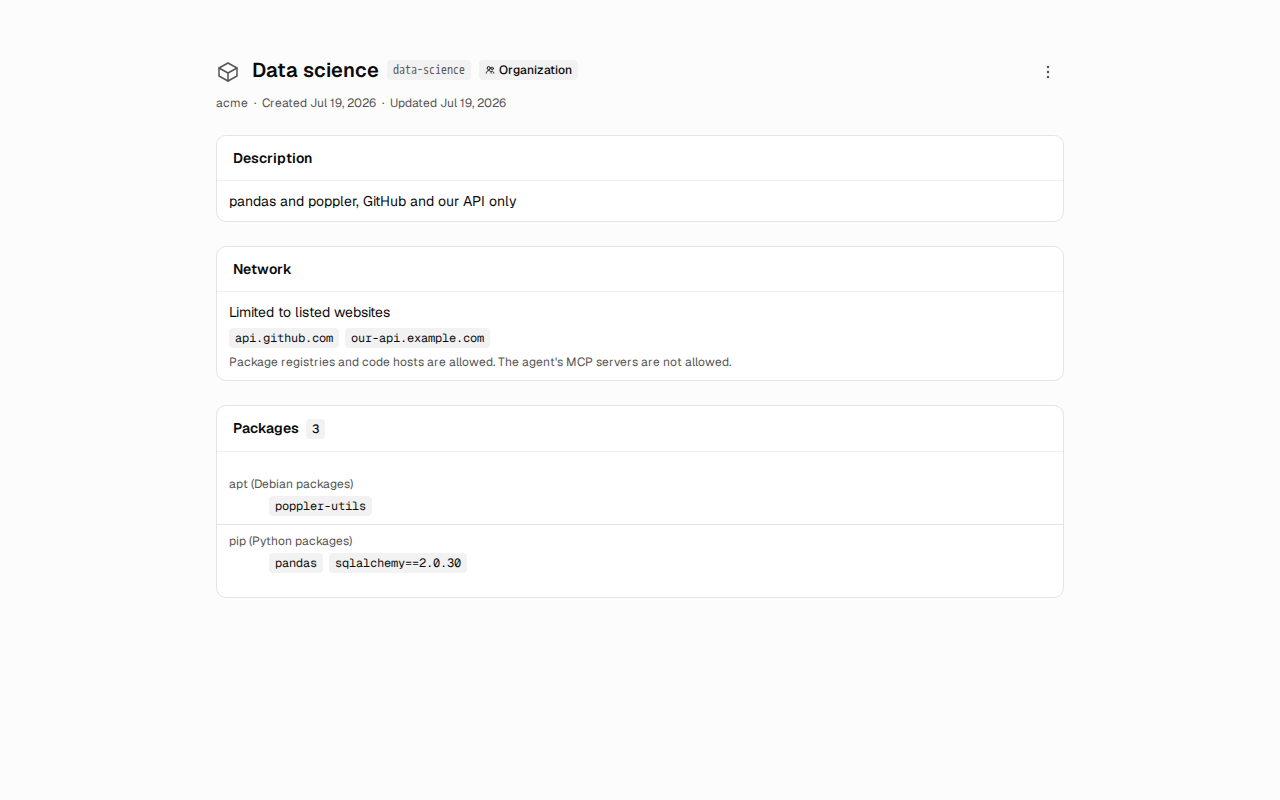 Data science data-science Organization
acme · Created Jul 19, 2026 · Updated Jul 19, 2026
Description
pandas and poppler, GitHub and our API only
Network
Limited to listed websites
api.github.com our-api.example.com
Package registries and code hosts are allowed. The agent's MCP servers are not allowed.
Packages 3
apt (Debian packages)
poppler-utils
pip (Python packages)
pandas sqlalchemy==2.0.30